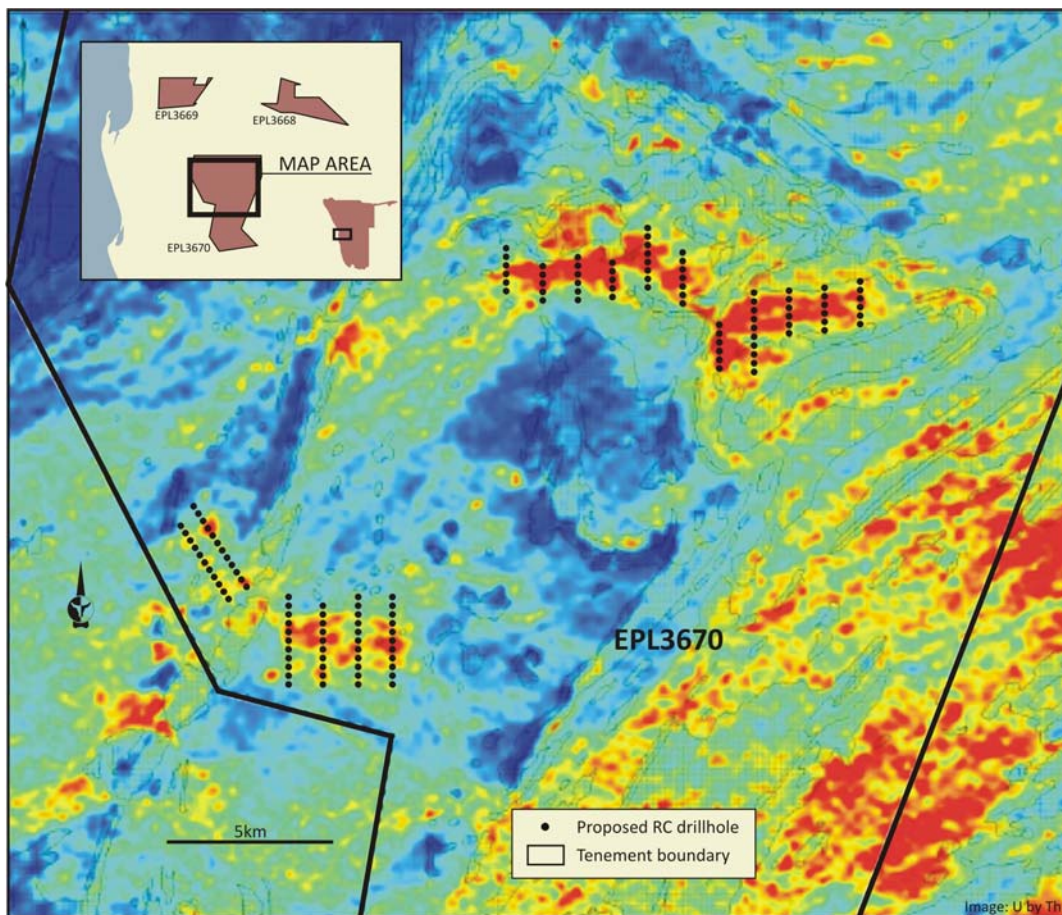 EPL3669
EPL3668
MAP AREA
EPL3670
EPL3670
5km
Proposed RC drillhole
Tenement boundary
Image: U by Th